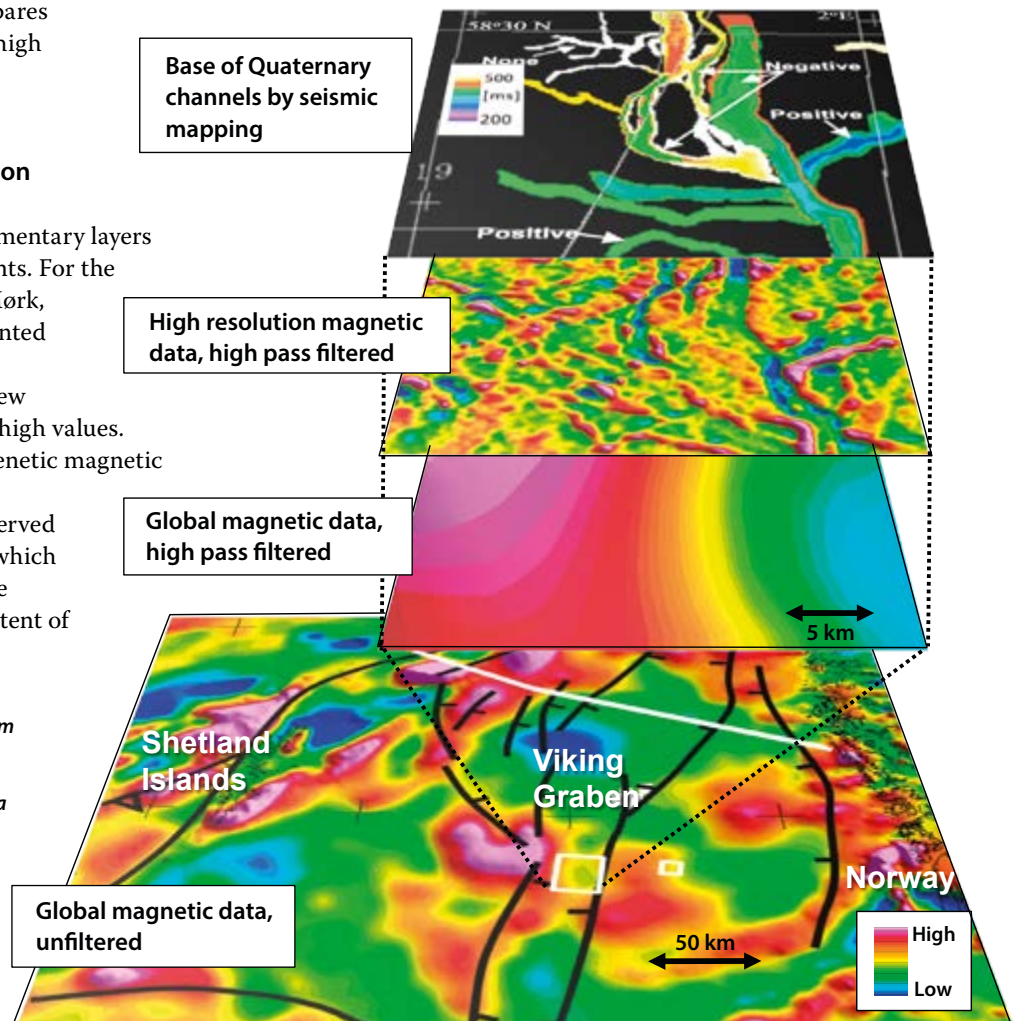 pares
high
on
mentary layers
nts. For the
Mørk,
nted
ew
high values.
enetic magnetic
erved
which
e
tent of
m
a
Base of Quaternary
channels by seismic
mapping
58°30 N
2°E
None
500
[ms]
200
Negative
Positive
19
Positive
High resolution magnetic
data, high pass filtered
Global magnetic data,
high pass filtered
5 km
Shetland
Islands
Viking
Graben
Norway
Global magnetic data,
unfiltered
50 km
High
Low